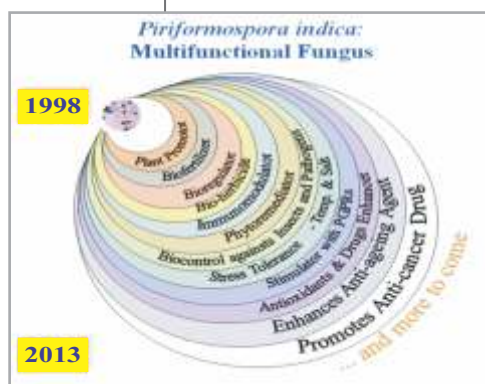 Piriformospora indica:
Multifunctional Fungus
1998
Plant Promotor
Biofertilizer
Bioregulator
Bio-herbicide
Immunomodulator
Phytoremediator
Biocontrol against Insects and Pathogens
Stress Tolerance - Temp. & Salt
Stimulator with PGPRs
Antioxidants & Drugs Enhancer
Enhances Anti-ageing Agent
Promotes Anti-cancer Drug
... and more to come
2013